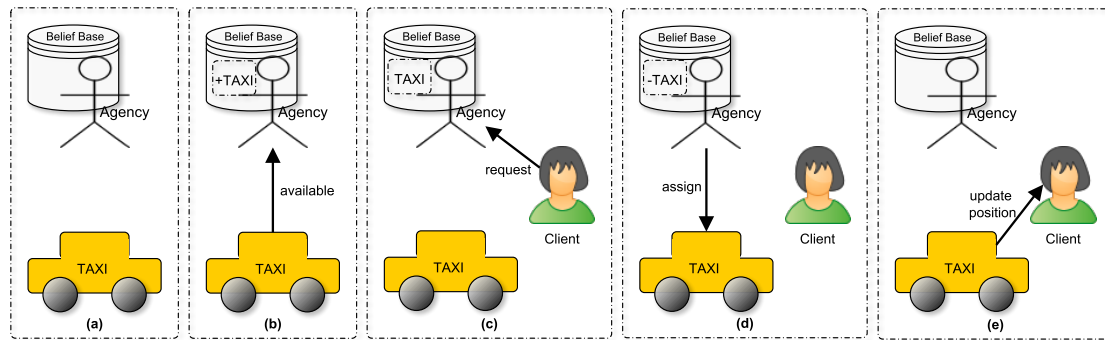 Belief Base
Agency
TAXI
(a)
Belief Base
+TAXI
Agency
available
TAXI
(b)
Belief Base
TAXI
Agency
request
Client
TAXI
(c)
Belief Base
-TAXI
Agency
assign
Client
TAXI
(d)
Belief Base
Agency
update
position
Client
TAXI
(e)